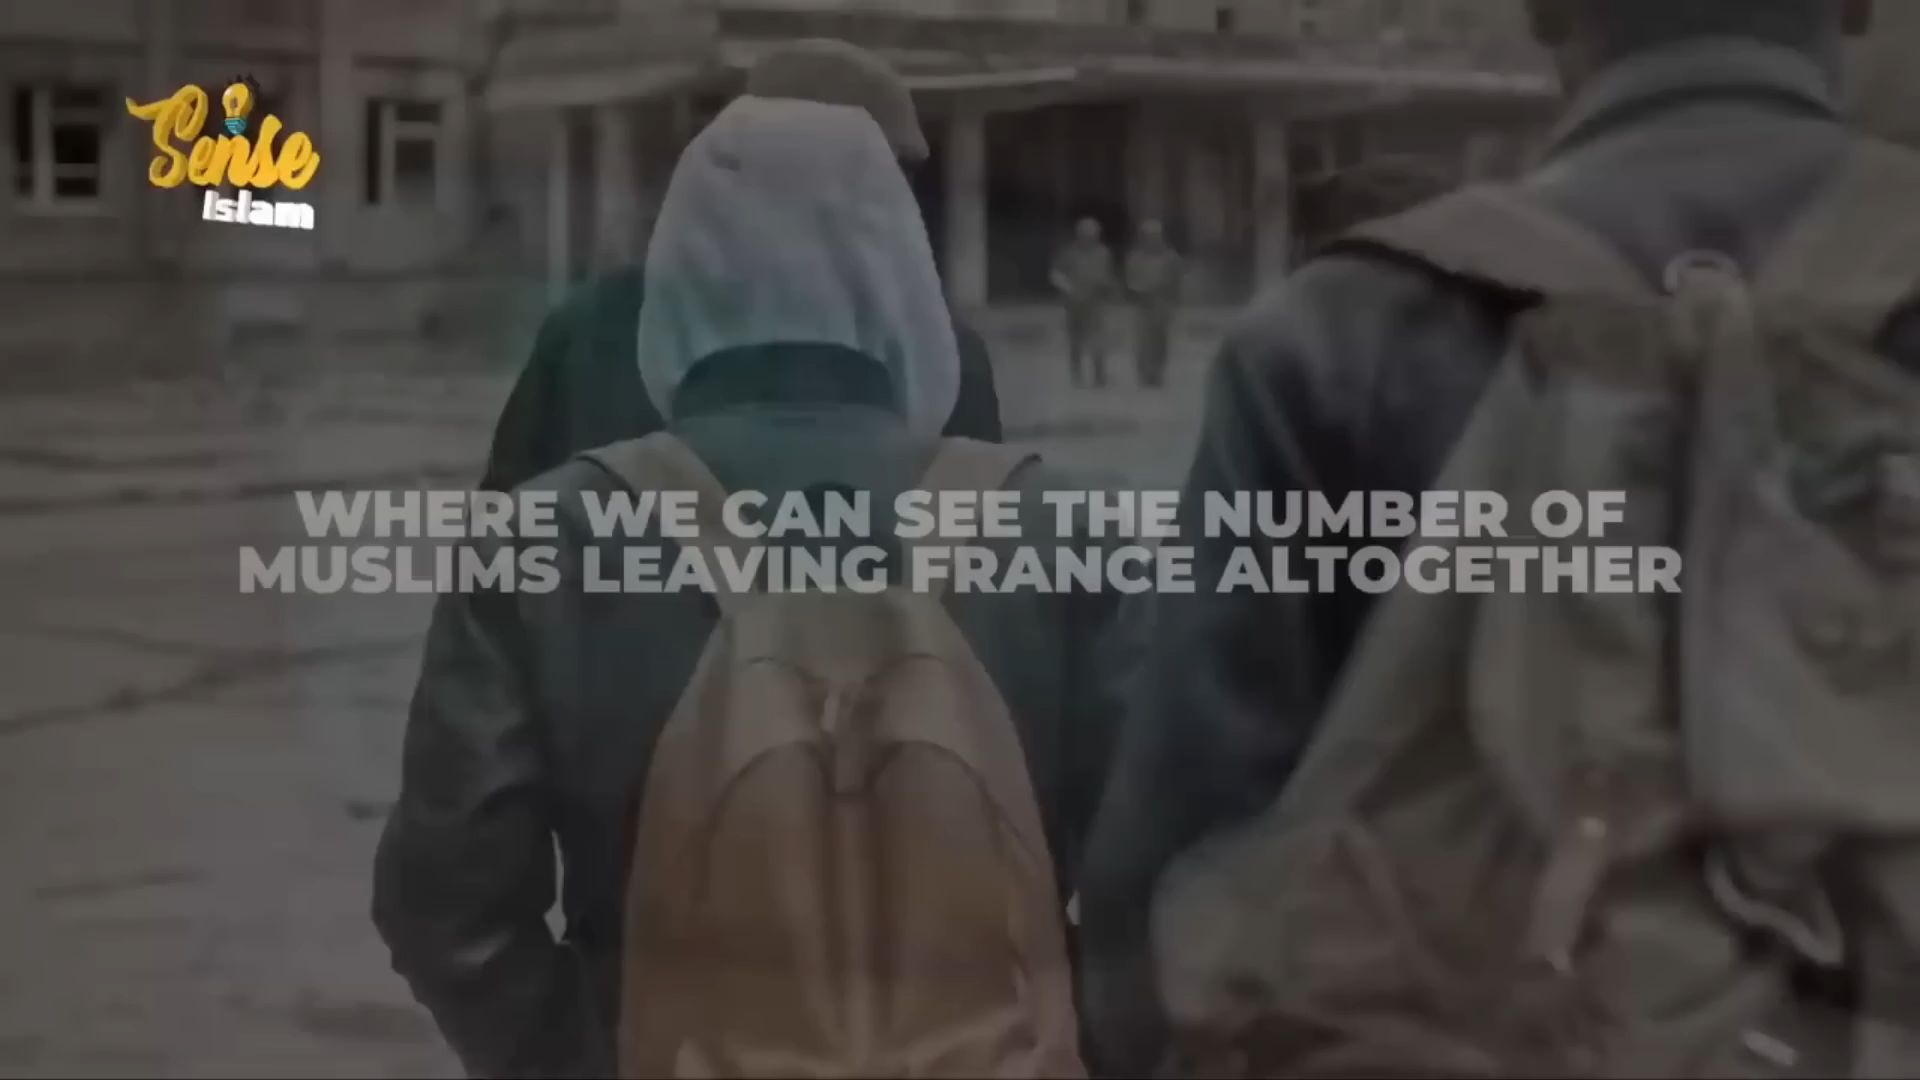 Sense
Islam
WHERE WE CAN SEE THE NUMBER OF
MUSLIMS LEAVING FRANCE ALTOGETHER